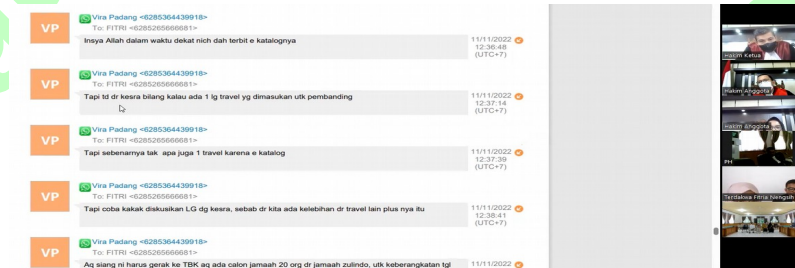 VP
Vira Padang <6285364439918>
To: FITRI <6285265666681>
Insya Allah dalam waktu dekat nich dah terbit e katalognya
11/11/2022
12:36:48
(UTC+7)
VP
Vira Padang <6285364439918>
To: FITRI <6285265666681>
Tapi td dr kesra bilang kalau ada 1 lg travel yg dimasukan utk pembanding
11/11/2022
12:37:14
(UTC+7)
VP
Vira Padang <6285364439918>
To: FITRI <6285265666681>
Tapi sebenarnya tak apa juga 1 travel karena e katalog
11/11/2022
12:37:39
(UTC+7)
VP
Vira Padang <6285364439918>
To: FITRI <6285265666681>
Tapi coba kakak diskusikan LG dg kesra, sebab dr kita ada kelebihan dr travel lain plus nya itu
11/11/2022
12:38:41
(UTC+7)
VP
Vira Padang <6285364439918>
To: FITRI <6285265666681>
Aq siang ni harus gerak ke TBK aq ada calon jamaah 20 org dr jamaah zulindo, utk keberangkatan tgl
11/11/2022
Hakim Ketua
Hakim Anggota
Hakim Anggota
PH
Terdakwa Fitria Nengsih